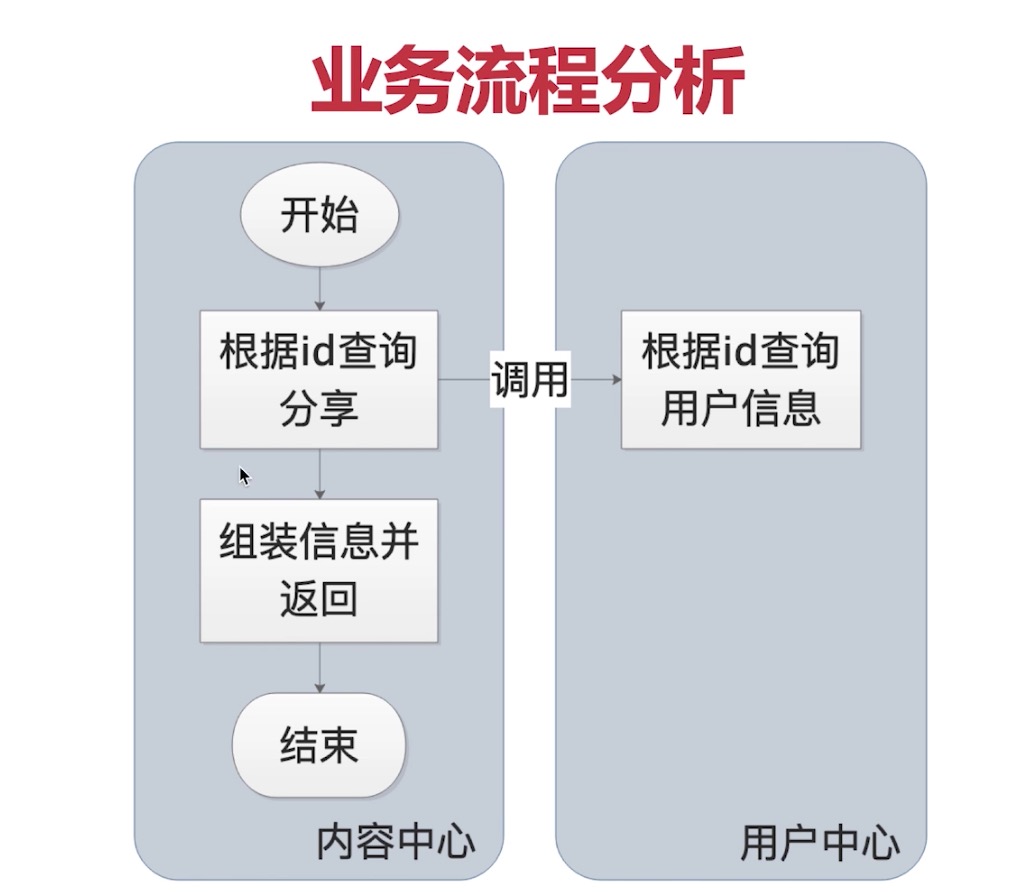 业务流程分析
开始
根据id查询
分享
调用
根据id查询
用户信息
组装信息并
返回
结束
内容中心
用户中心